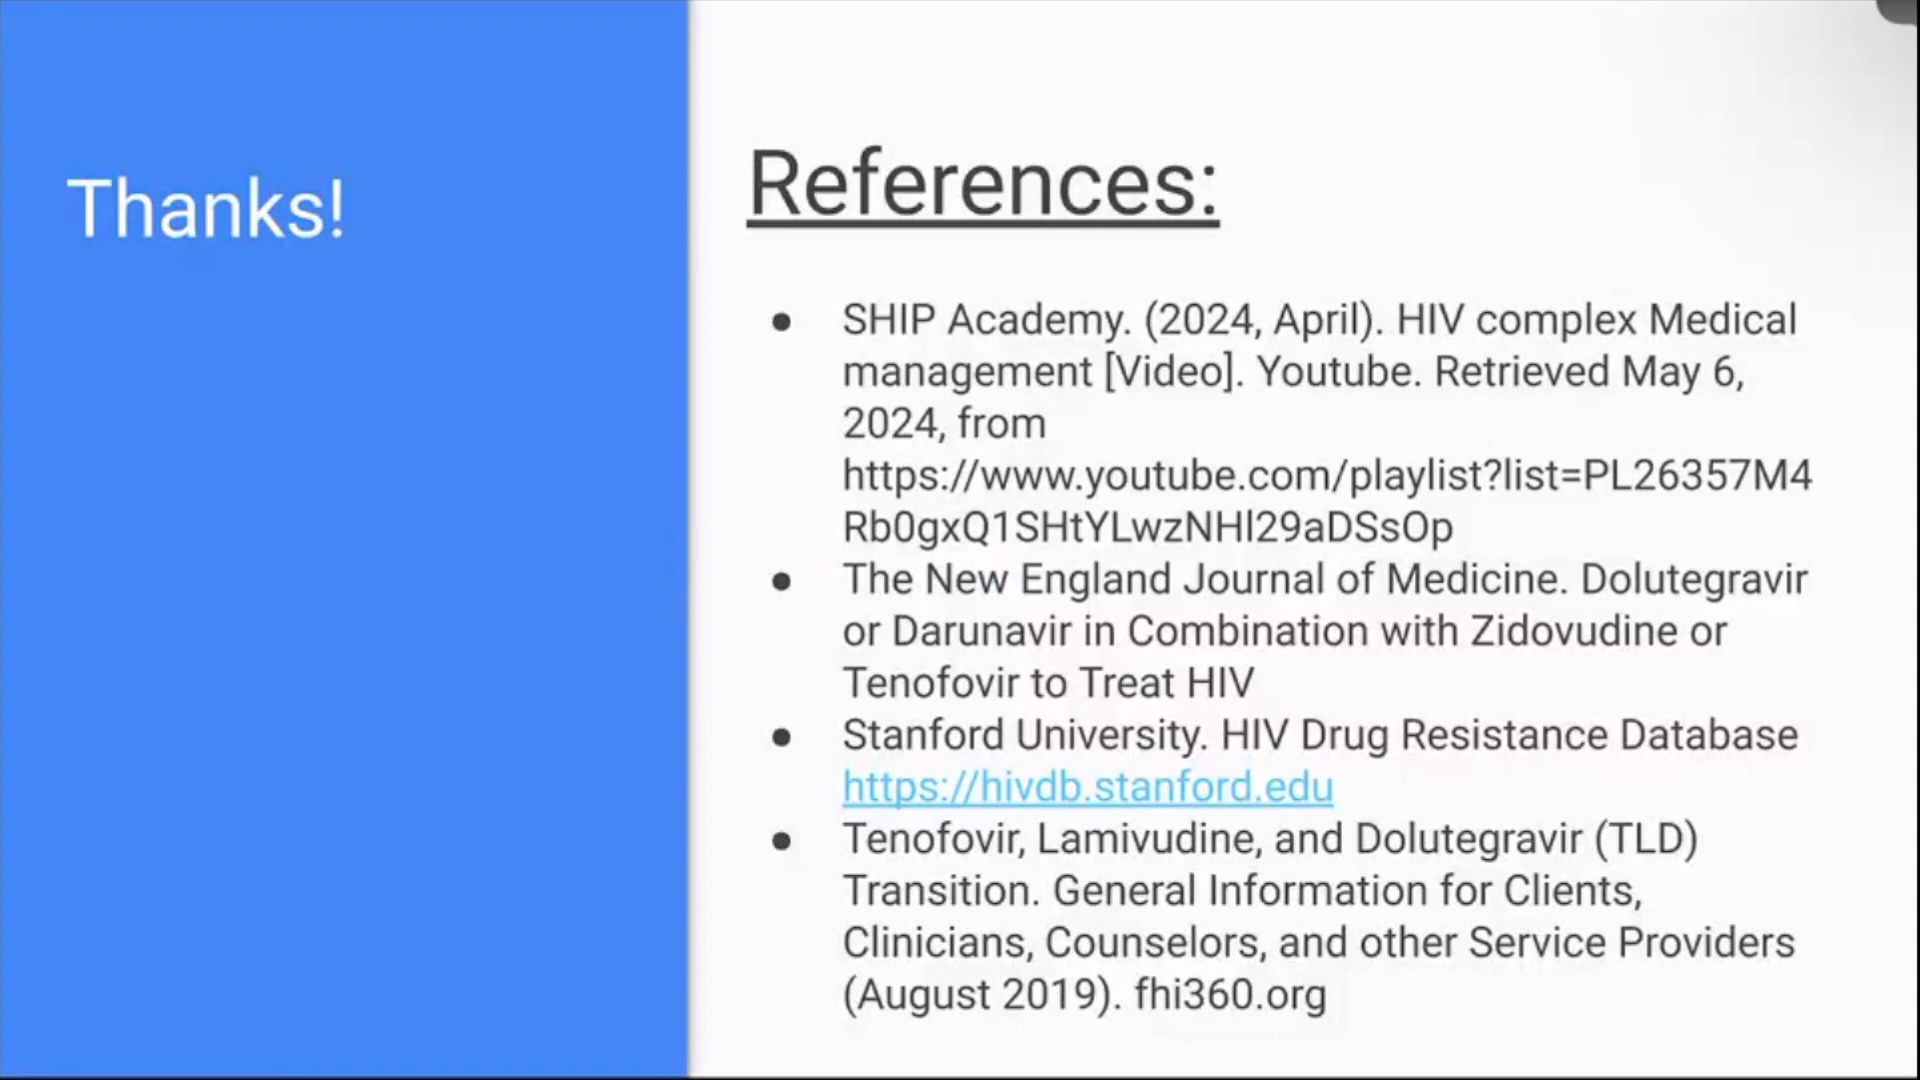 Thanks!
References:
SHIP Academy. (2024, April). HIV complex Medical
management [Video]. Youtube. Retrieved May 6,
2024, from
https://www.youtube.com/playlist?list=PL26357M4
Rb0gxQ1SHtYLwzNHl29aDSsOp
The New England Journal of Medicine. Dolutegravir
or Darunavir in Combination with Zidovudine or
Tenofovir to Treat HIV
Stanford University. HIV Drug Resistance Database
https://hivdb.stanford.edu
Tenofovir, Lamivudine, and Dolutegravir (TLD)
Transition. General Information for Clients,
Clinicians, Counselors, and other Service Providers
(August 2019). fhi360.org